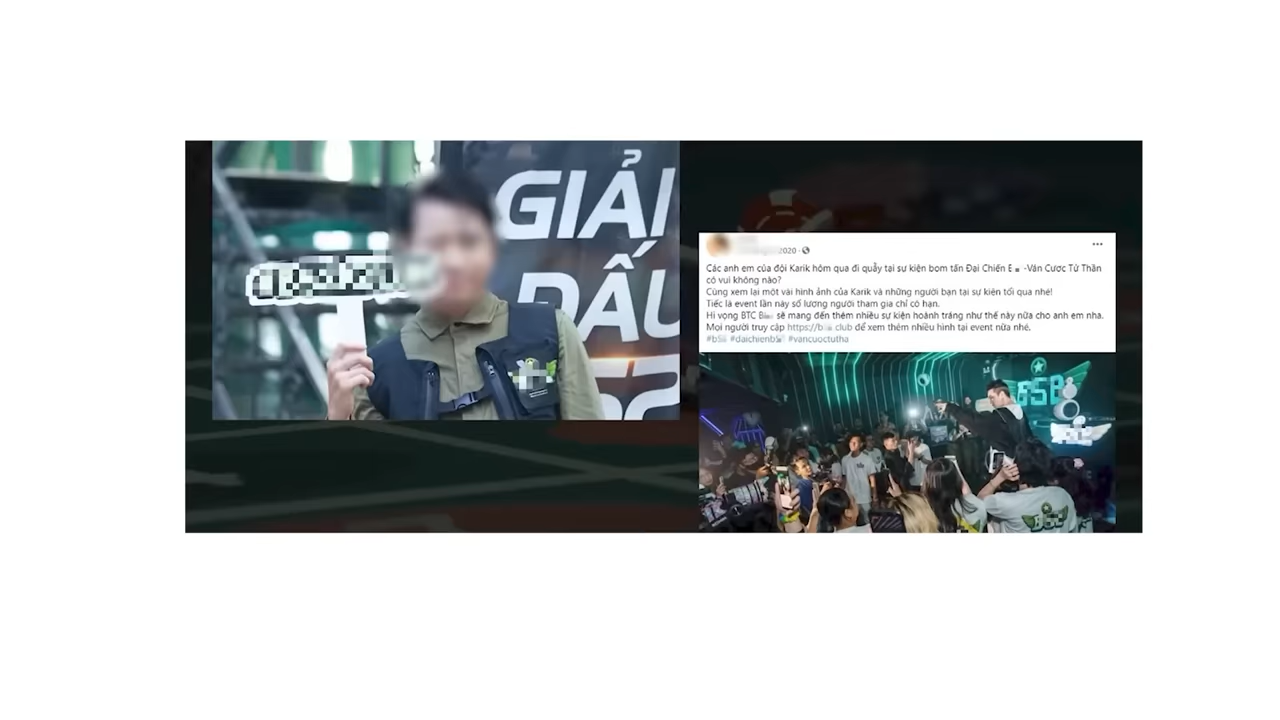 GIẢI
DẤU
2020
Các anh em của đội Karik hôm qua đi quẩy tại sự kiện bom tấn Đại Chiến -Ván Cược Tử Thần
có vui không nào?
Cùng xem lại một vài hình ảnh của Karik và những người bạn tại sự kiện tối qua nhé!
Tiếc là event lần này số lượng người tham gia chỉ có hạn.
Hi vọng BTC sẽ mang đến thêm nhiều sự kiện hoành tráng như thế này nữa cho anh em nha.
Mọi người truy cập .club để xem thêm nhiều hình tại event nữa nhé.
#vancuoctutha